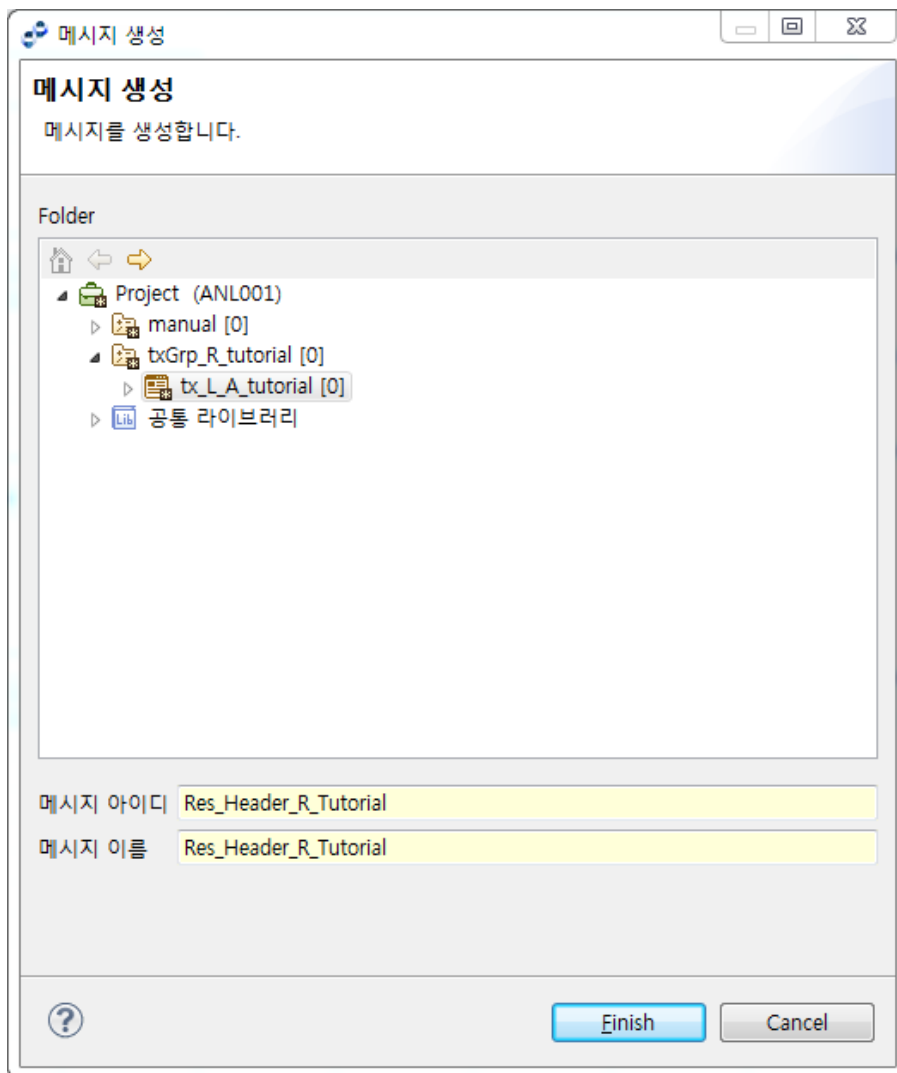 메시지 생성
메시지 생성
메시지를 생성합니다.
Folder
Project (ANL001)
manual [0]
txGrp_R_tutorial [0]
tx_L_A_tutorial [0]
Lib 공통 라이브러리
메시지 아이디 Res_Header_R_Tutorial
메시지 이름 Res_Header_R_Tutorial
? Finish Cancel